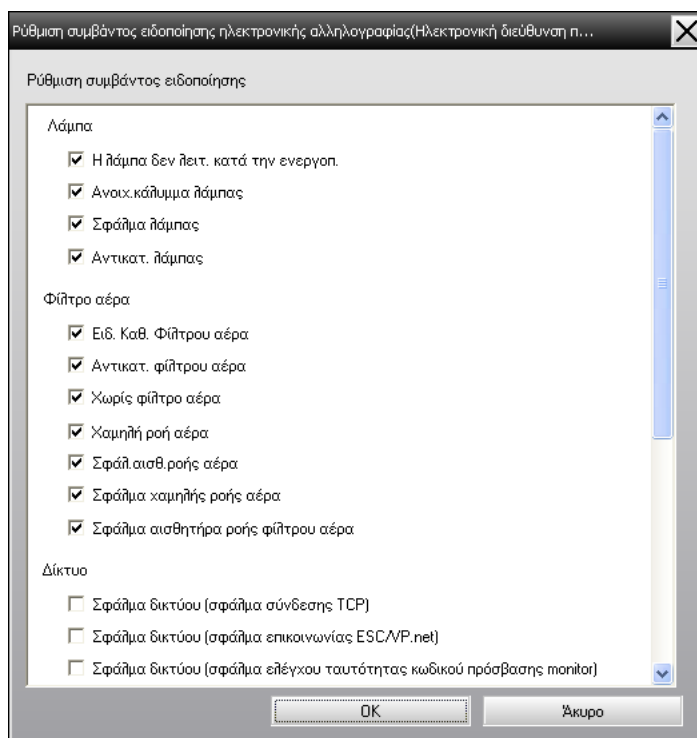 Ρύθμιση συμβάντος ειδοποίησης ηλεκτρονικής αλληλογραφίας(Ηλεκτρονική διεύθυνση π...
Ρύθμιση συμβάντος ειδοποίησης
Λάμπα
Η λάμπα δεν λειτ. κατά την ενεργοπ.
Ανοιχ.κάλυμμα λάμπας
Σφάλμα λάμπας
Αντικατ. λάμπας
Φίλτρο αέρα
Ειδ. Καθ. Φίλτρου αέρα
Αντικατ. φίλτρου αέρα
Χωρίς φίλτρο αέρα
Χαμηλή ροή αέρα
Σφάλ.αισθ.ροής αέρα
Σφάλμα χαμηλής ροής αέρα
Σφάλμα αισθητήρα ροής φίλτρου αέρα
Δίκτυο
Σφάλμα δικτύου (σφάλμα σύνδεσης TCP)
Σφάλμα δικτύου (σφάλμα επικοινωνίας ESC/VP.net)
Σφάλμα δικτύου (σφάλμα ελέγχου ταυτότητας κωδικού πρόσβασης monitor)
OK
Άκυρο